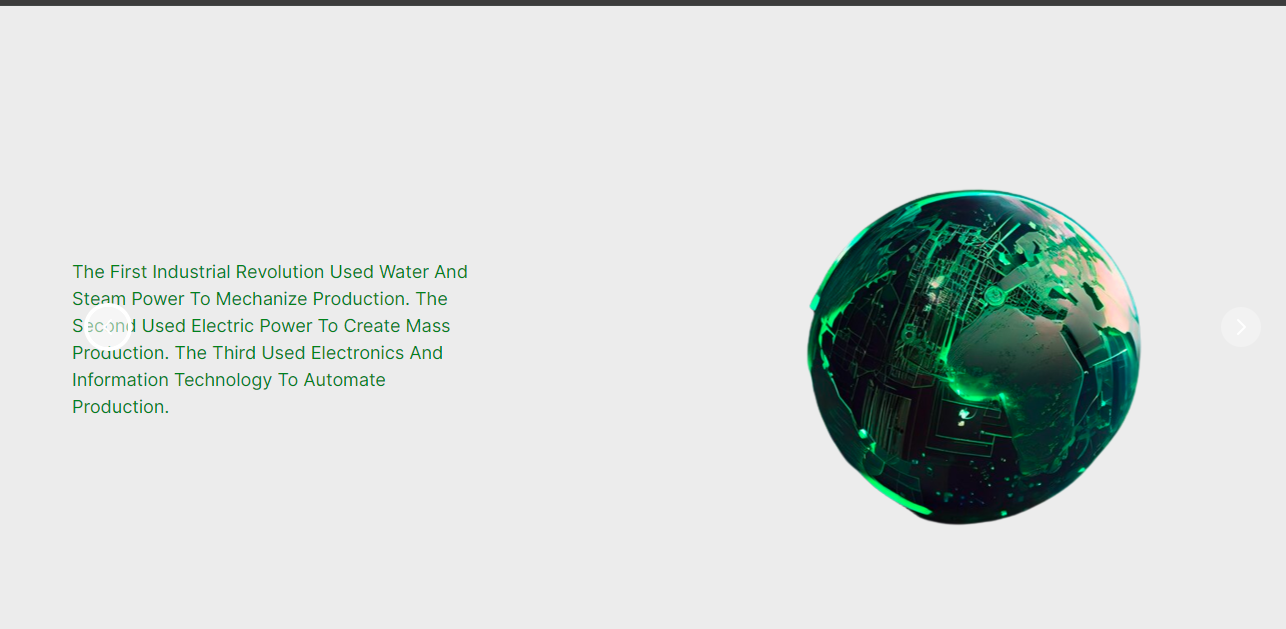 The First Industrial Revolution Used Water And
Steam Power To Mechanize Production. The
Second Used Electric Power To Create Mass
Production. The Third Used Electronics And
Information Technology To Automate
Production.